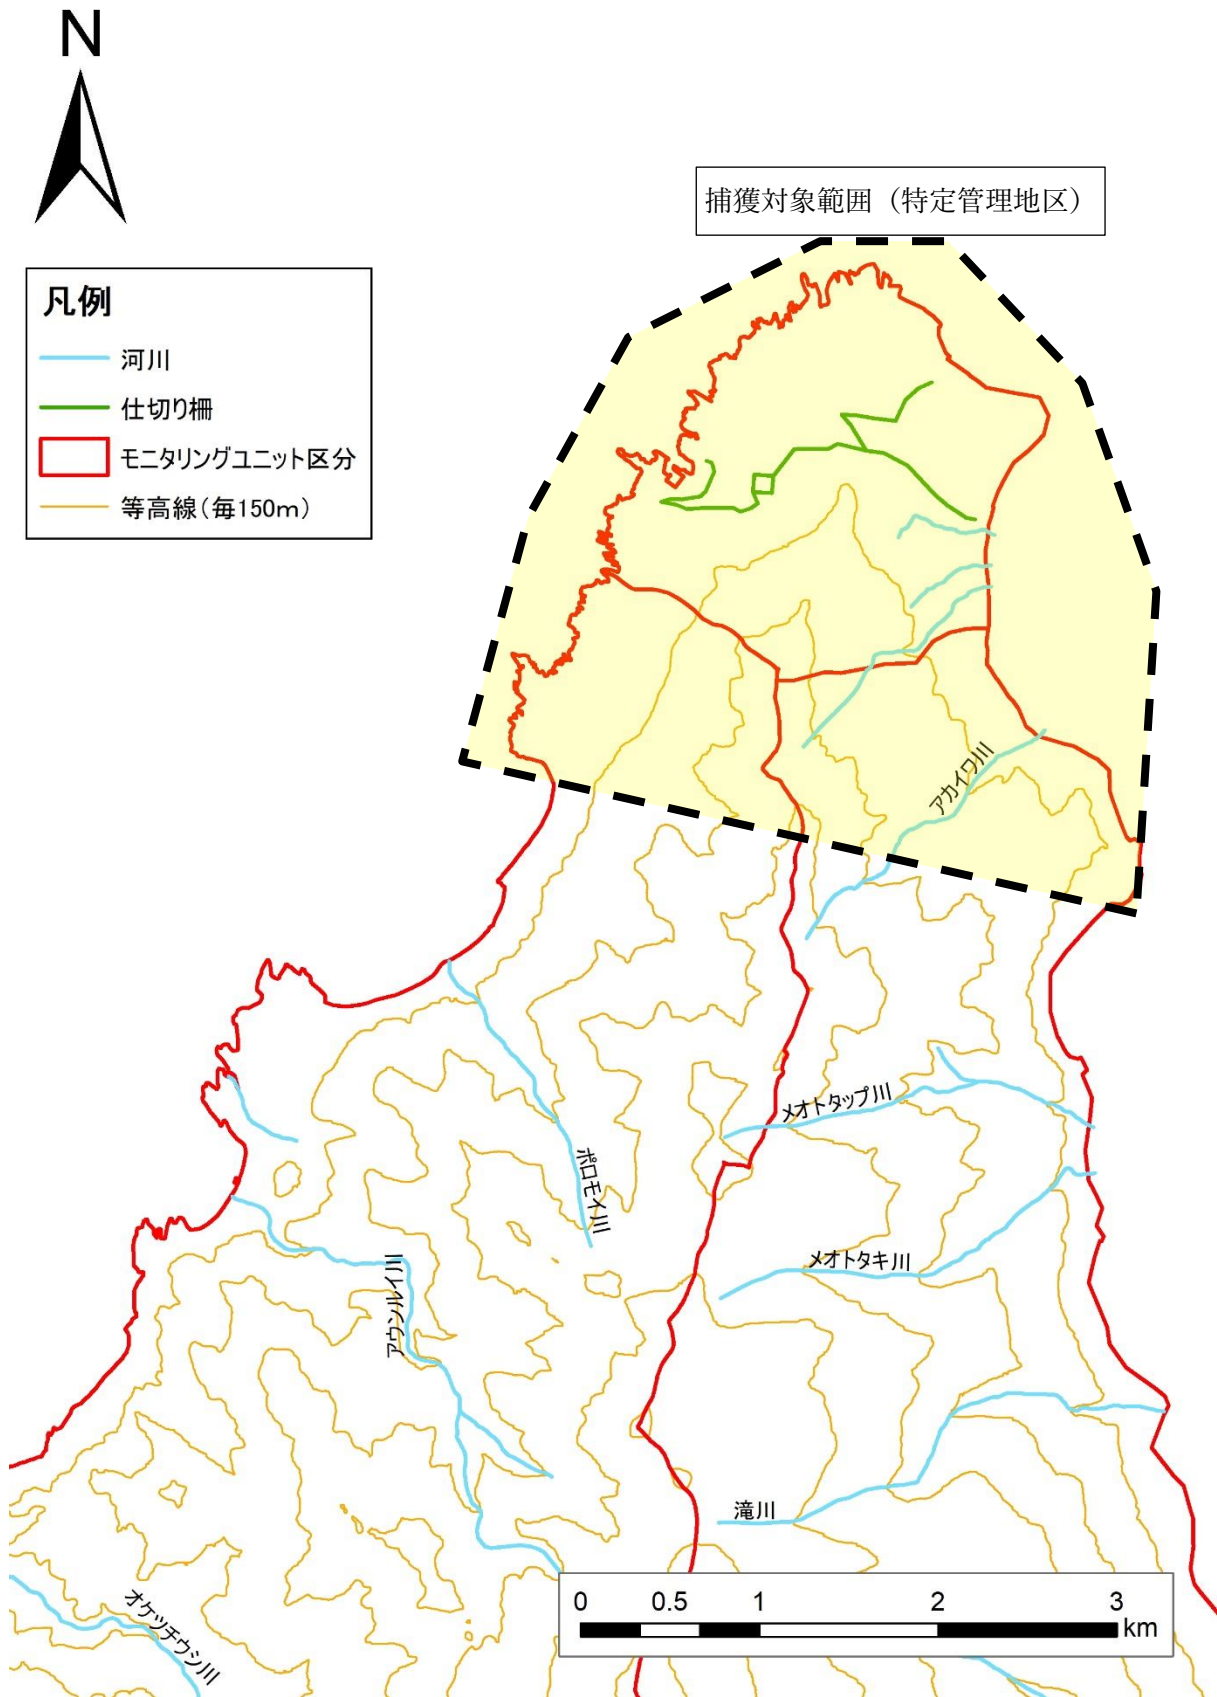 N
捕獲対象範囲（特定管理地区）
凡例
河川
仕切り柵
モニタリングユニット区分
等高線（毎150m）
アカイワ川
メオトタップ川
ポロモイ川
メオトタキ川
アウンルイ川
滝川
オケッチウシ川
0 0.5 1 2 3
km